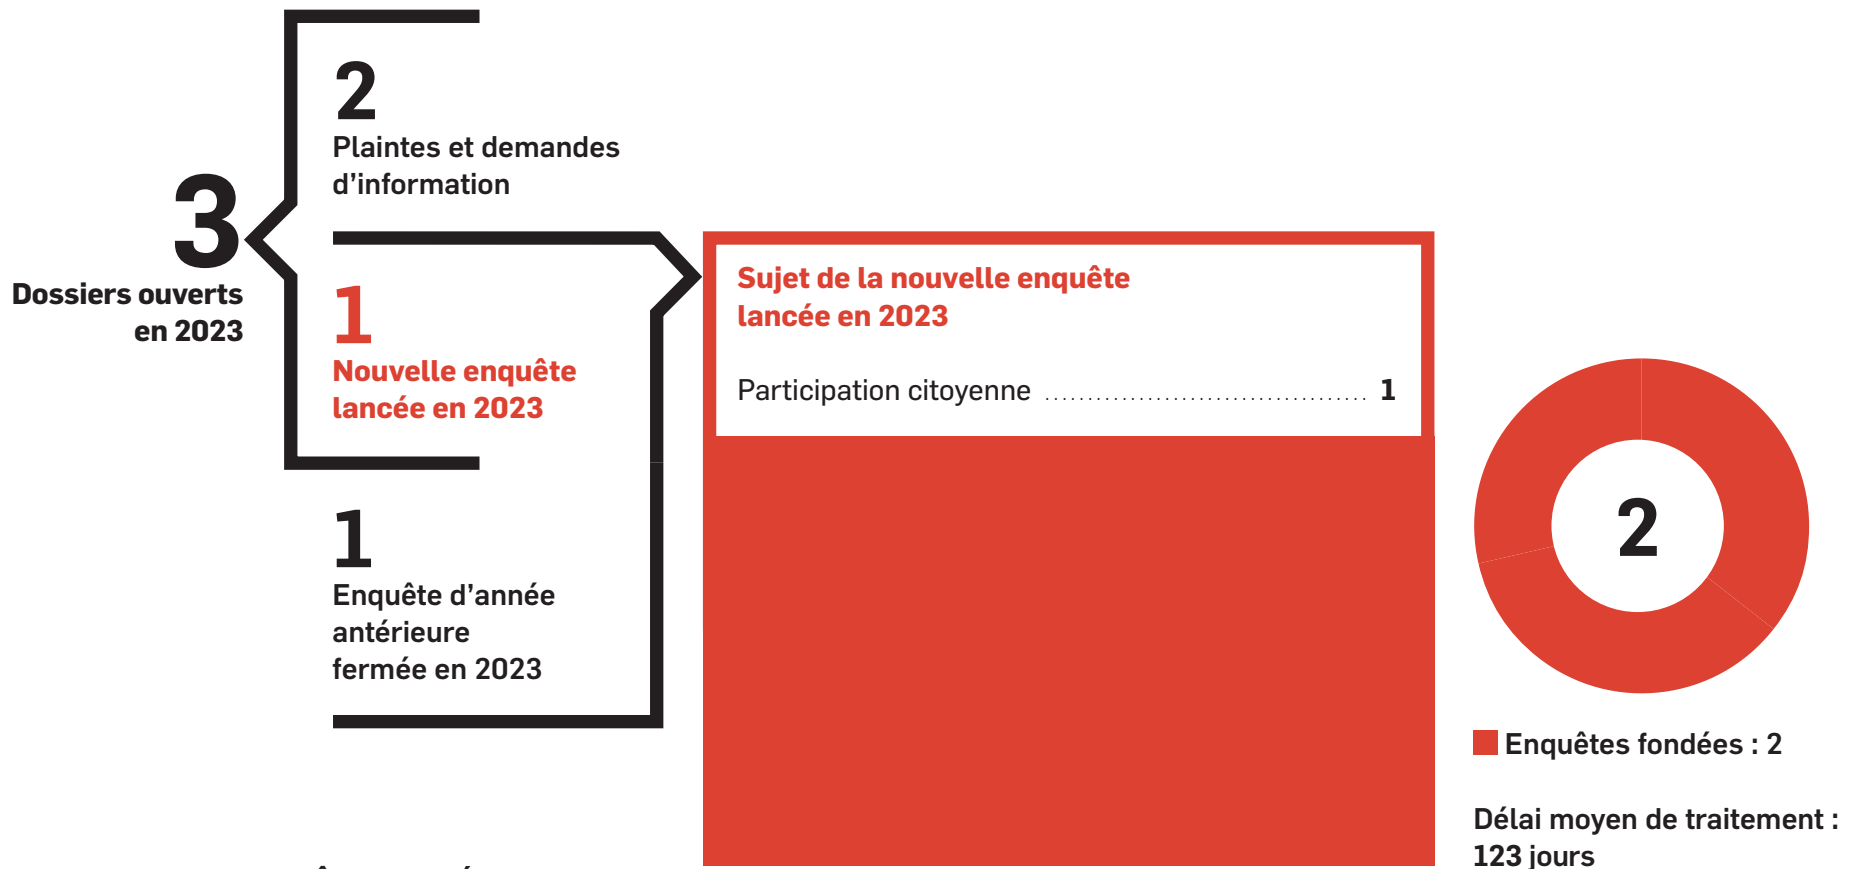 3
Dossiers ouverts
en 2023
2
Plaintes et demandes
d’information
1
Nouvelle enquête
lancée en 2023
1
Enquête d’année
antérieure
fermée en 2023
Sujet de la nouvelle enquête
lancée en 2023
Participation citoyenne ..................................... 1
2
Enquêtes fondées : 2
Délai moyen de traitement :
123 jours